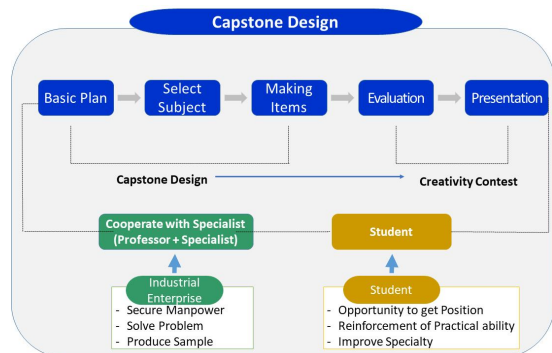 Capstone Design
Basic Plan
Select
Subject
Making
Items
Evaluation
Presentation
Capstone Design
Creativity Contest
Cooperate with Specialist
(Professor + Specialist)
Student
Industrial
Enterprise
- Secure Manpower
- Solve Problem
- Produce Sample
Student
- Opportunity to get Position
- Reinforcement of Practical ability
- Improve Specialty